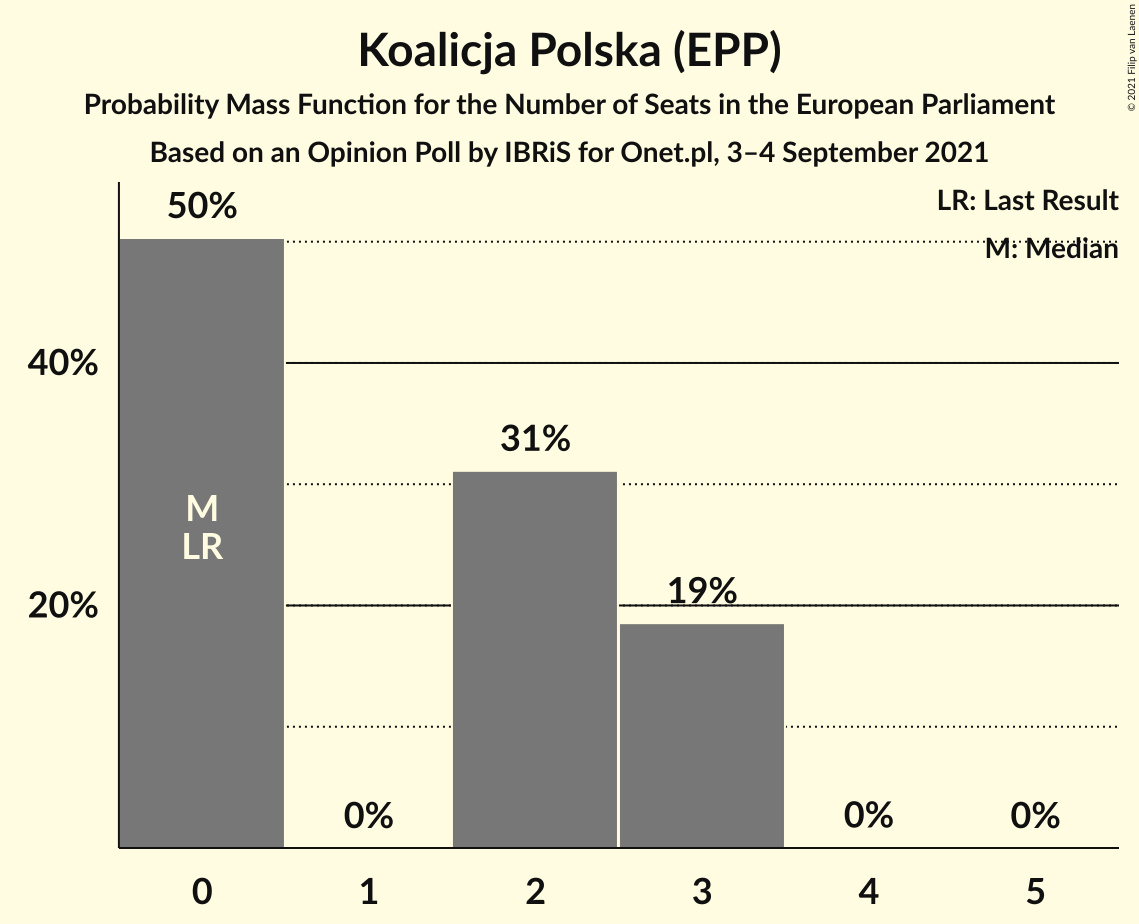 Koalicja Polska (EPP)
Probability Mass Function for the Number of Seats in the European Parliament
Based on an Opinion Poll by IBRiS for Onet.pl, 3–4 September 2021
© 2021 Filip van Laenen
LR: Last Result
M: Median
50%
40%
31%
M
LR
20%
19%
0%
0%
0%
0
1
2
3
4
5